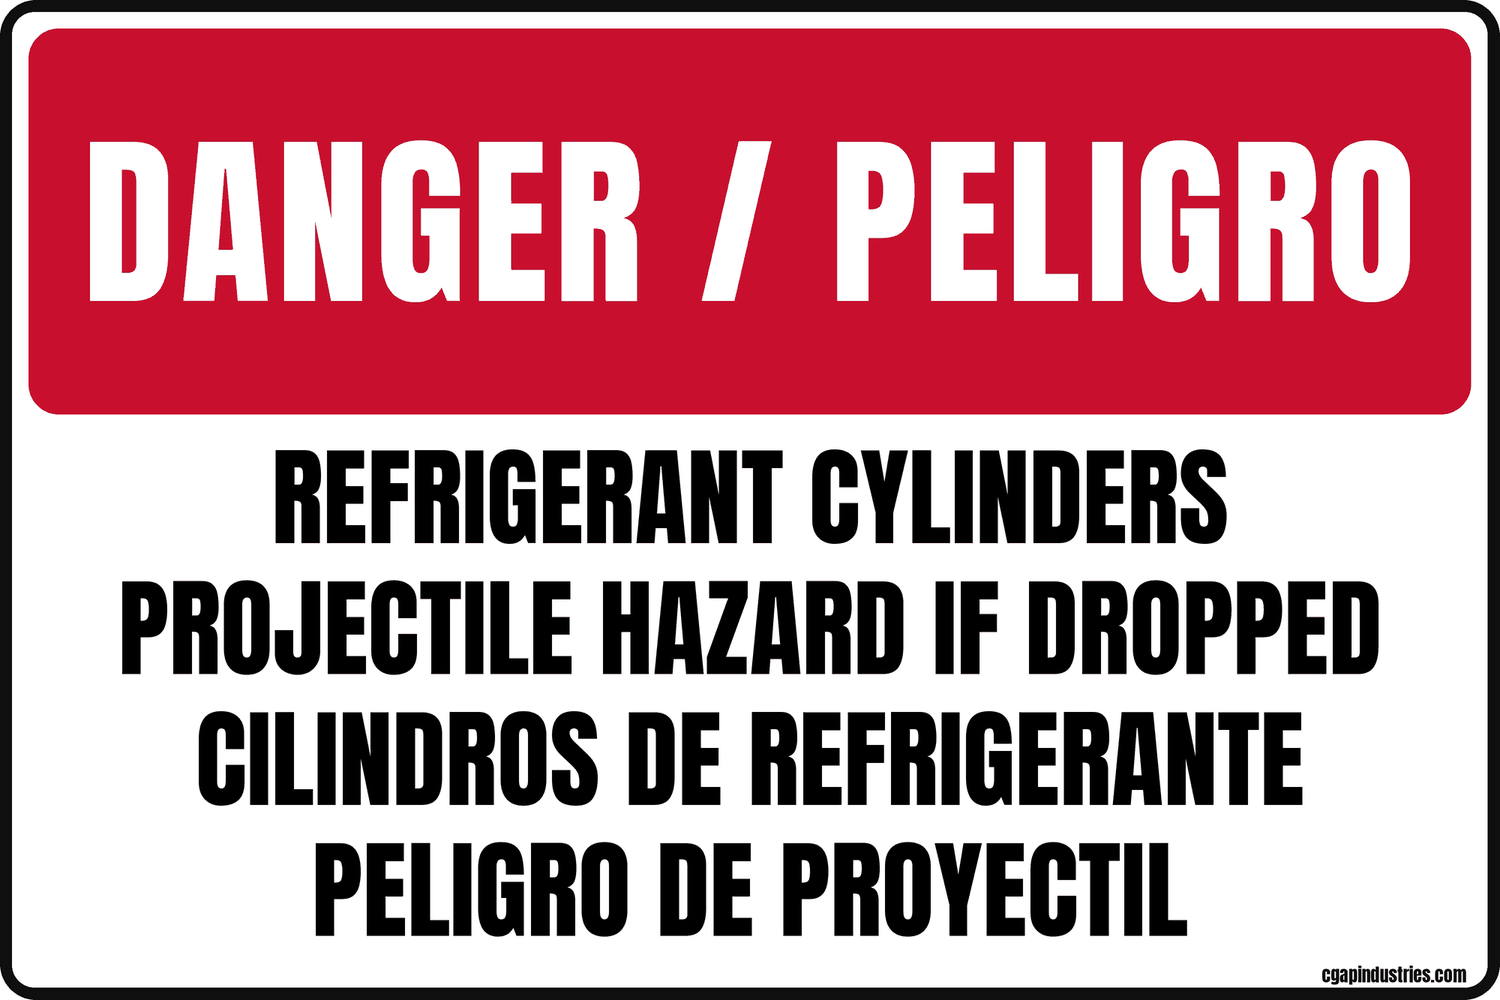 DANGER / PELIGRO
REFRIGERANT CYLINDERS
PROJECTILE HAZARD IF DROPPED
CILINDROS DE REFRIGERANTE
PELIGRO DE PROYECTIL
cgapindustries.com